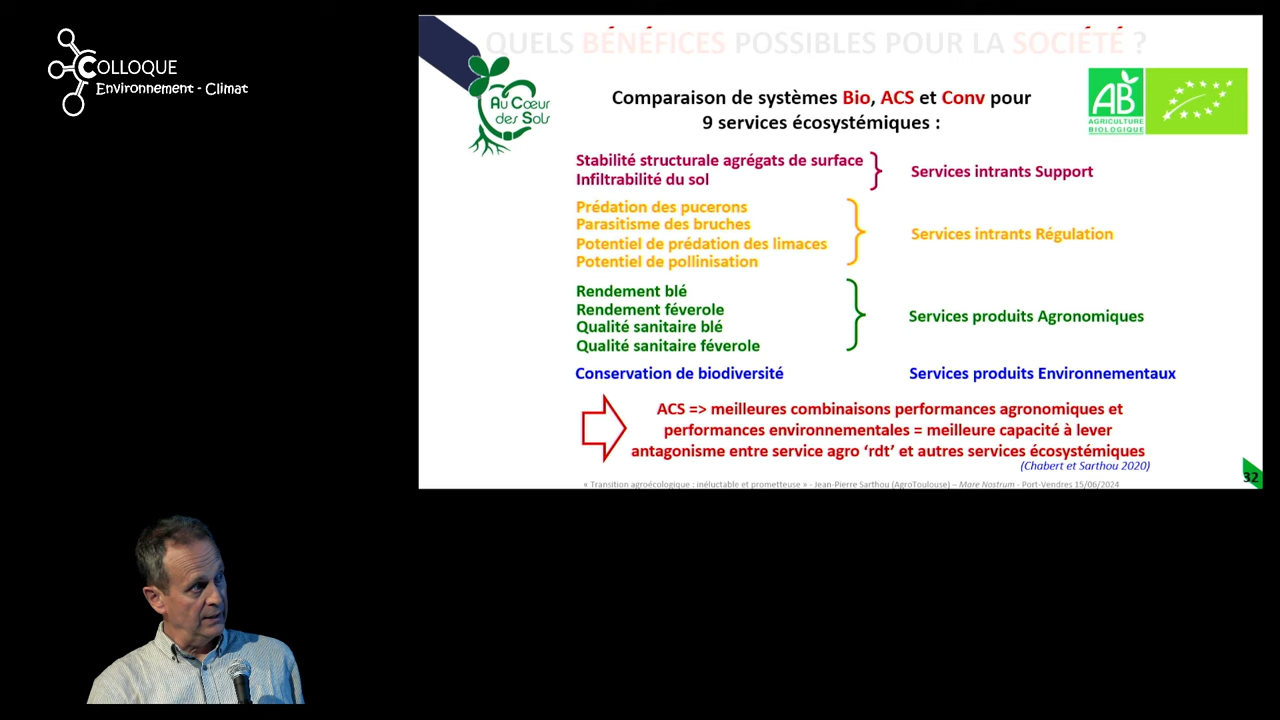 COLLOQUE
Environnement - Climat
QUELS BÉNÉFICES POSSIBLES POUR LA SOCIÉTÉ ?
Au Cœur
des Sols
Comparaison de systèmes Bio, ACS et Conv pour
9 services écosystémiques :
AB
AGRICULTURE
BIOLOGIQUE
Stabilité structurale agrégats de surface
Infiltrabilité du sol
Services intrants Support
Prédation des pucerons
Parasitisme des bruches
Potentiel de prédation des limaces
Potentiel de pollinisation
Services intrants Régulation
Rendement blé
Rendement féverole
Qualité sanitaire blé
Qualité sanitaire féverole
Services produits Agronomiques
Conservation de biodiversité
Services produits Environnementaux
ACS => meilleures combinaisons performances agronomiques et
performances environnementales = meilleure capacité à lever
antagonisme entre service agro ‘rdt’ et autres services écosystémiques
(Chabert et Sarthou 2020)
« Transition agroécologique : inéluctable et prometteuse » - Jean-Pierre Sarthou (AgroToulouse) – Mare Nostrum - Port-Vendres 15/06/2024
32